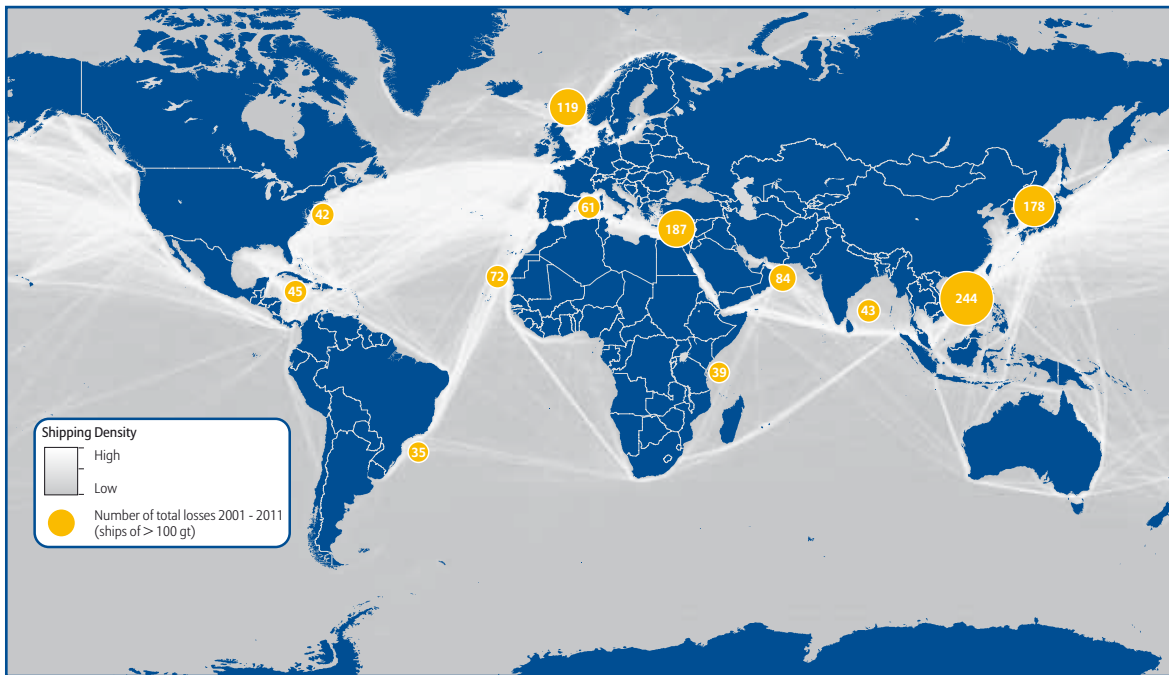 119
178
42
61
187
72
84
45
244
43
39
35
Shipping Density
High
Low
Number of total losses 2001 - 2011
(ships of > 100 gt)